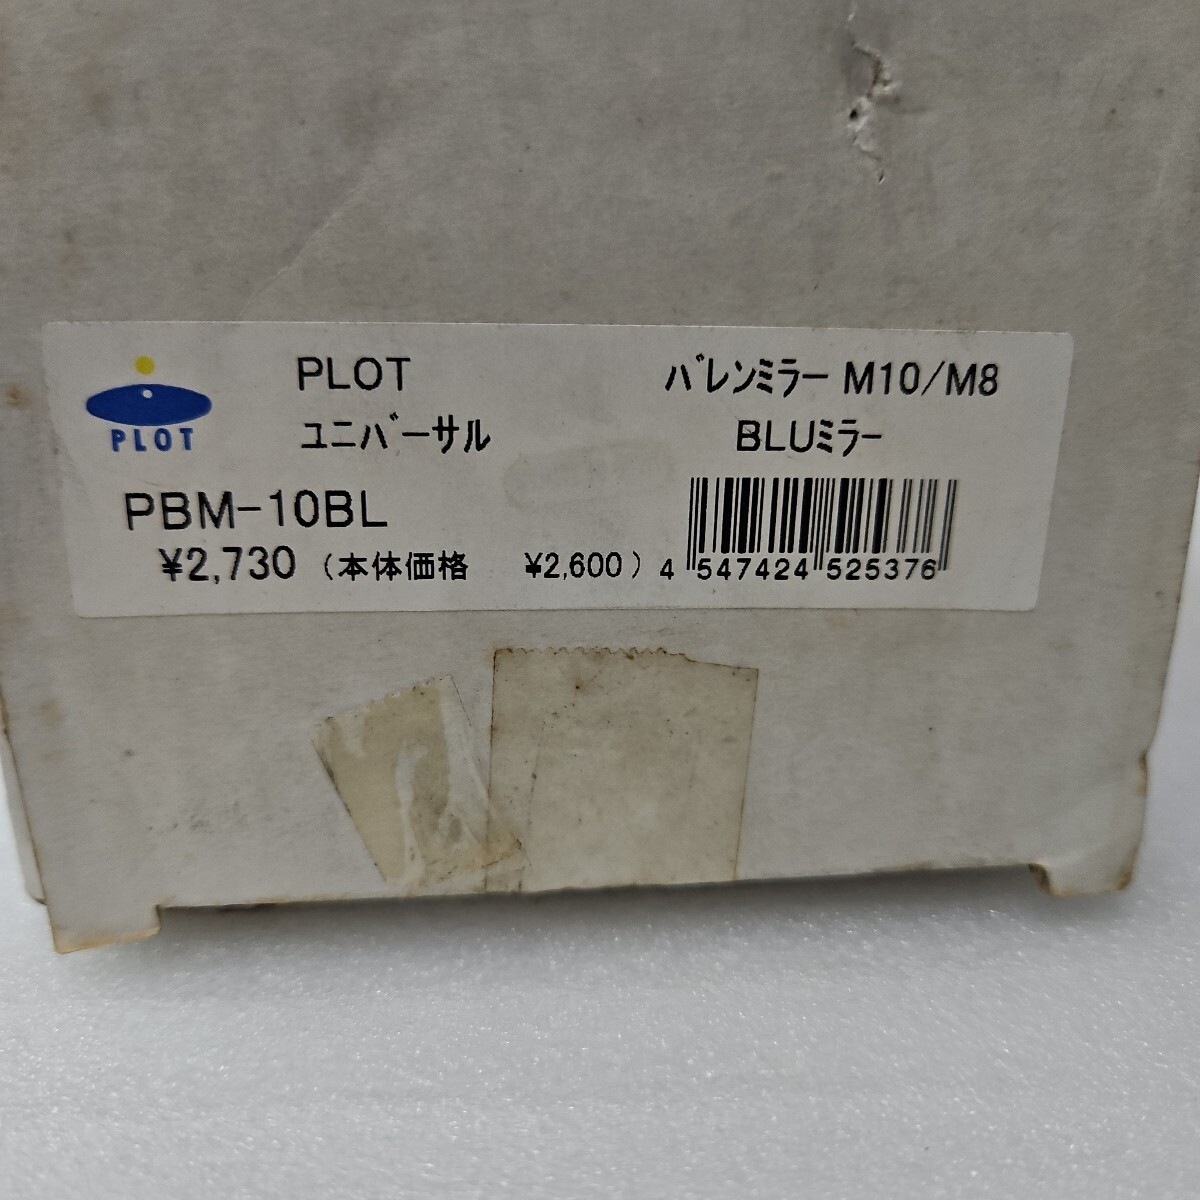 PLOT
PLOT
ユニバーサル
バレンミラー M10/M8
BLUミラー
PBM-10BL
¥2,730 (本体価格 ¥2,600)
4 547424 525376